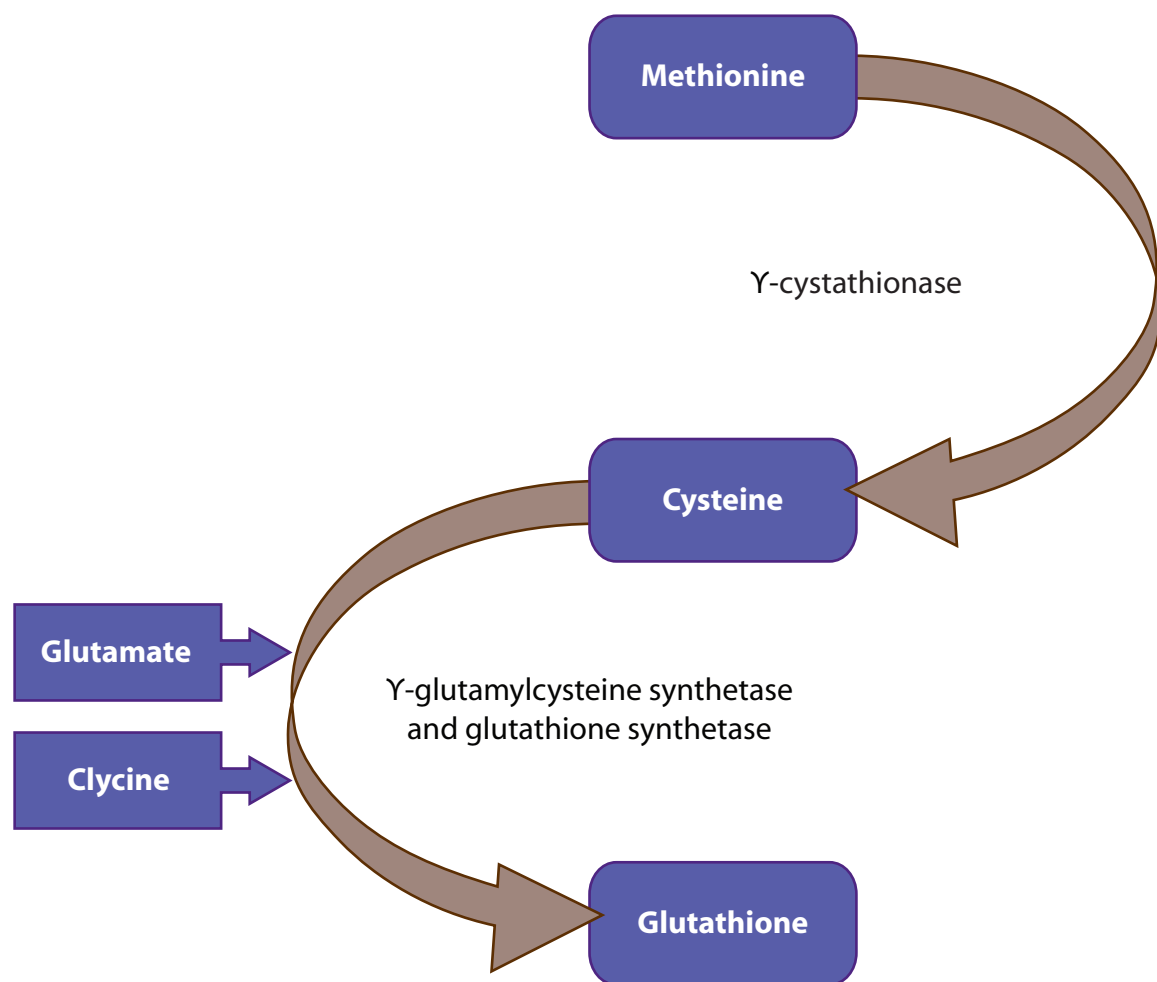 Methionine
ϒ-cystathionase
Cysteine
Glutamate
ϒ-glutamylcysteine synthetase
and glutathione synthetase
Clycine
Glutathione